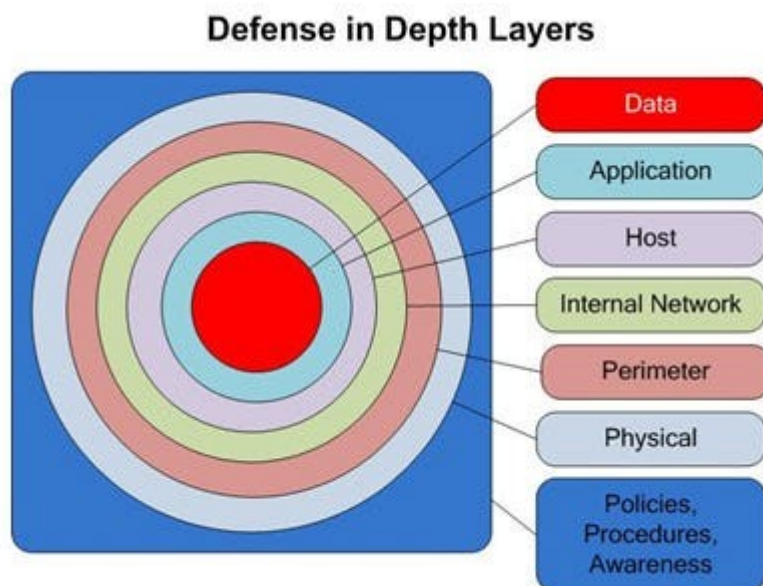 Defense in Depth Layers
Data
Application
Host
Internal Network
Perimeter
Physical
Policies,
Procedures,
Awareness